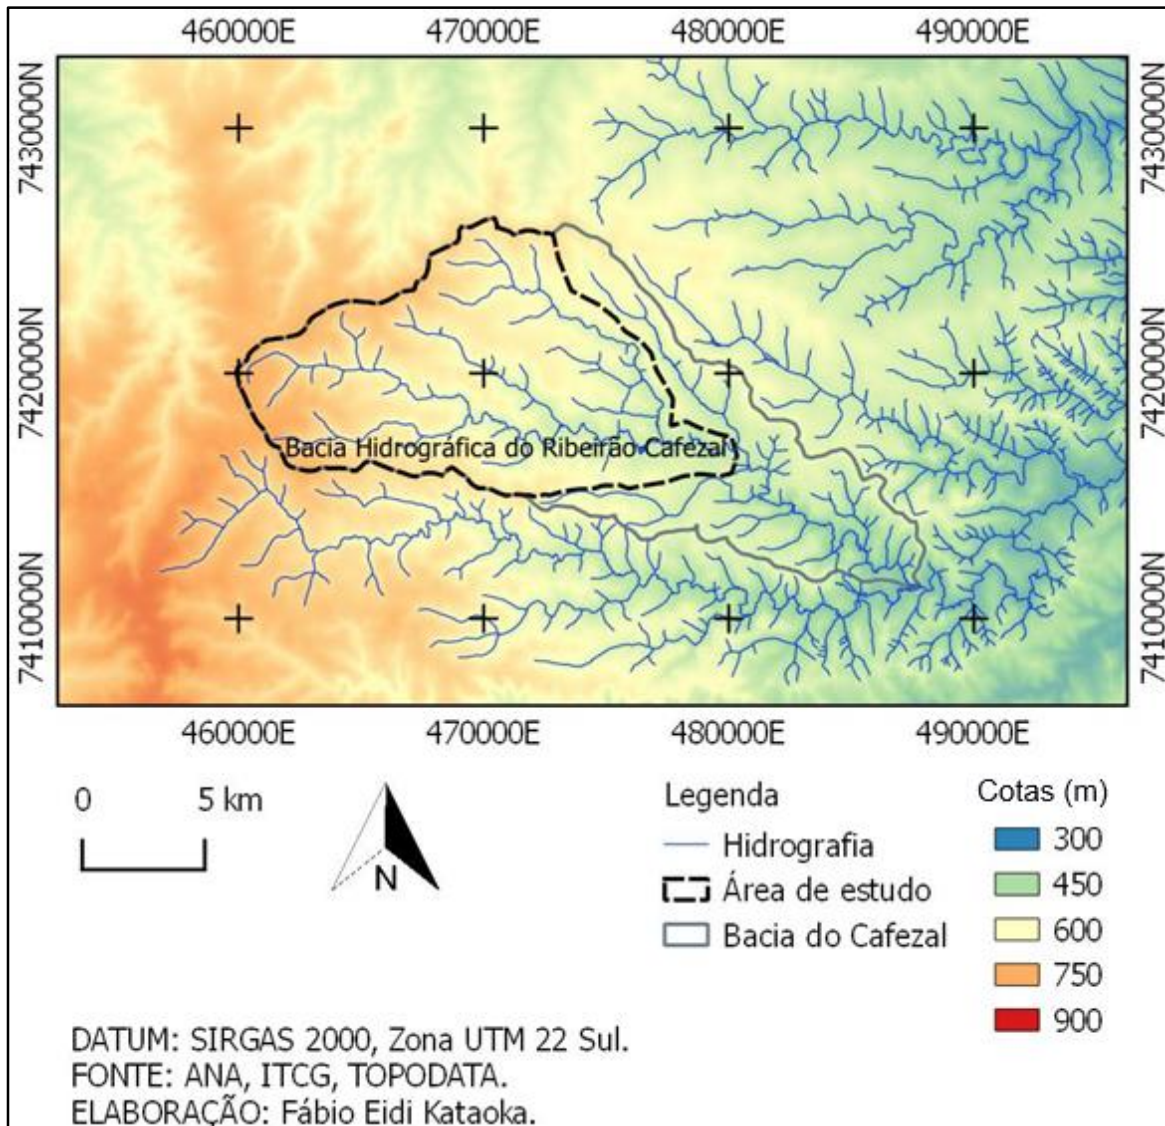 460000E 470000E 480000E 490000E
7430000N 7430000N
7420000N 7420000N
Bacia Hidrográfica do Ribeirão Cafezal
7410000N 7410000N
460000E 470000E 480000E 490000E
0 5 km
N
Legenda
Hidrografia
Área de estudo
Bacia do Cafezal
Cotas (m)
300
450
600
750
900
DATUM: SIRGAS 2000, Zona UTM 22 Sul.
FONTE: ANA, ITCG, TOPODATA.
ELABORAÇÃO: Fábio Eidi Kataoka.